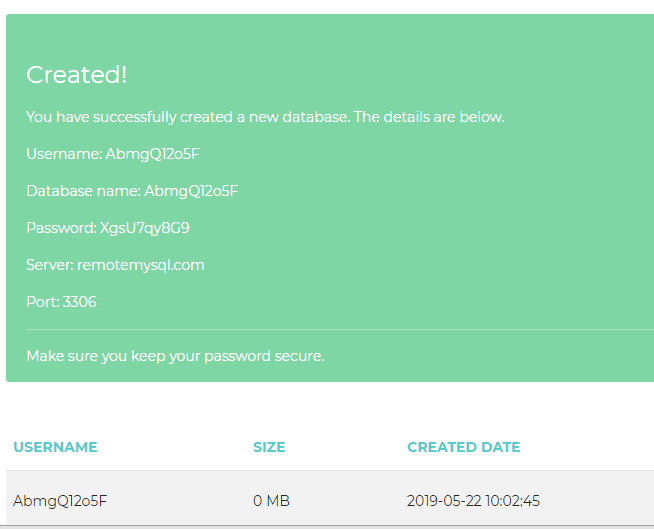 Created!
You have successfully created a new database. The details are below.
Username: AbmgQ12o5F
Database name: AbmgQ12o5F
Password: XgsU7qy8G9
Server: remotemysql.com
Port: 3306
Make sure you keep your password secure.
USERNAME SIZE CREATED DATE
AbmgQ12o5F 0 MB 2019-05-22 10:02:45